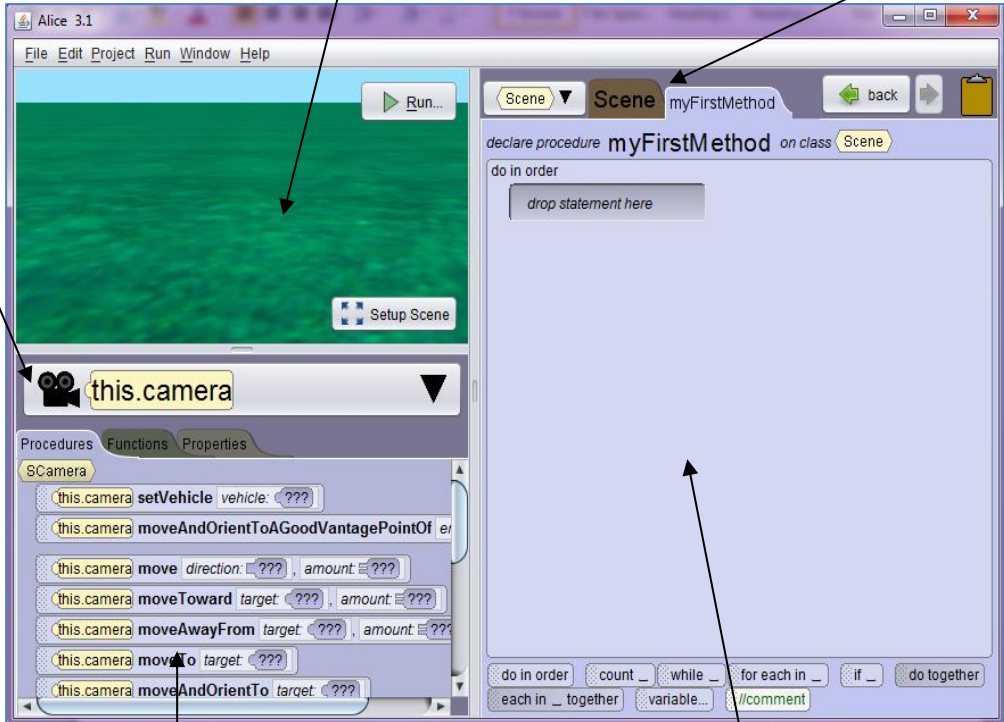 Alice 3.1
File Edit Project Run Window Help
Run...
Setup Scene
this.camera
Procedures Functions Properties
SCamera
this.camera setVehicle vehicle: ???
this.camera moveAndOrientToAGoodVantagePointOf
this.camera move direction: ??? , amount: ???
this.camera moveToward target: ??? , amount: ???
this.camera moveAwayFrom target: ??? , amount: ???
this.camera moveTo target: ???
this.camera moveAndOrientTo target: ???
Scene Scene myFirstMethod back
declare procedure myFirstMethod on class Scene
do in order
drop statement here
do in order count _ while _ for each in _ if _ do together
each in _ together variable... //comment